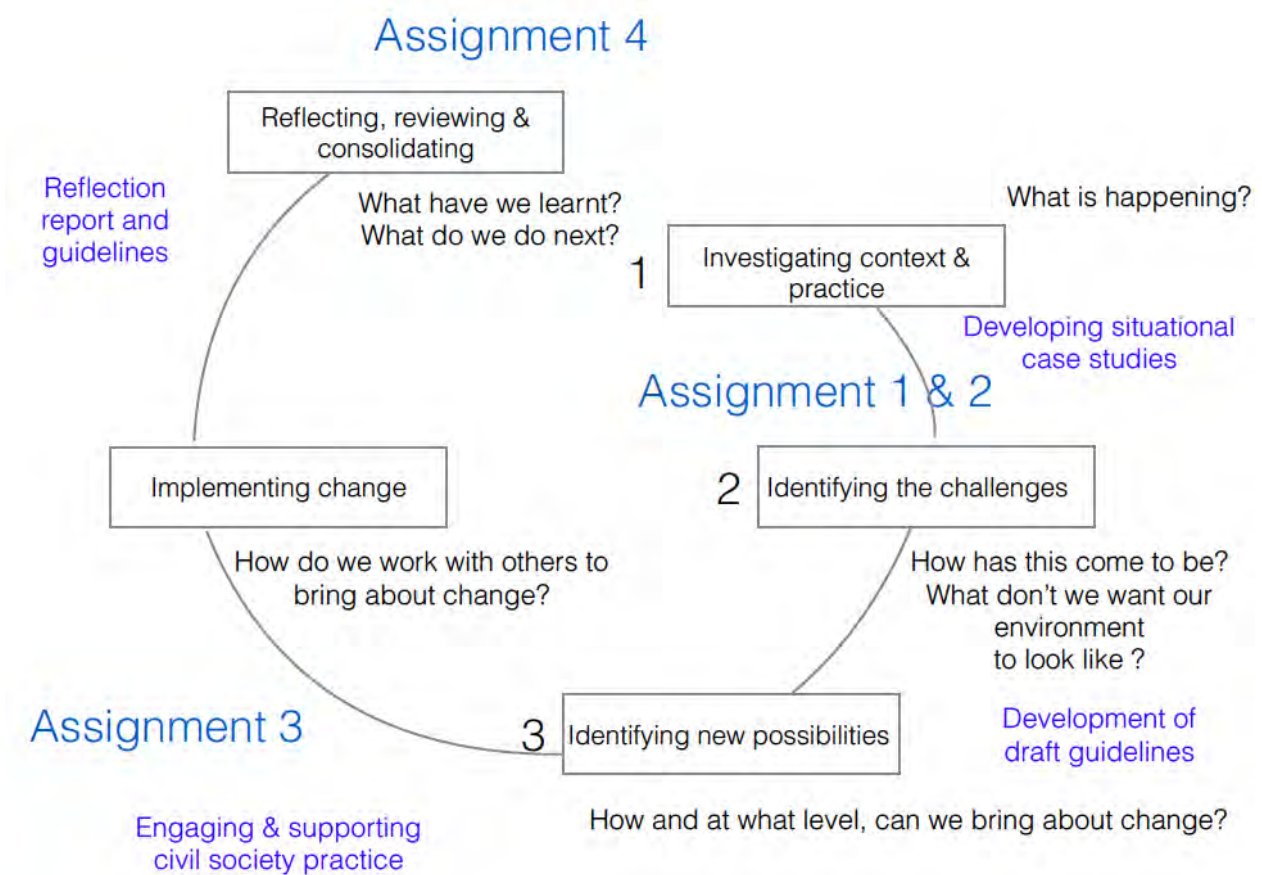 Assignment 4
Reflecting, reviewing &
consolidating
Reflection
report and
guidelines
What have we learnt?
What do we do next?
What is happening?
1
Investigating context &
practice
Developing situational
case studies
Assignment 1 & 2
2
Identifying the challenges
How has this come to be?
What don't we want our
environment
to look like ?
Implementing change
How do we work with others to
bring about change?
Assignment 3
3
Identifying new possibilities
Development of
draft guidelines
How and at what level, can we bring about change?
Engaging & supporting
civil society practice